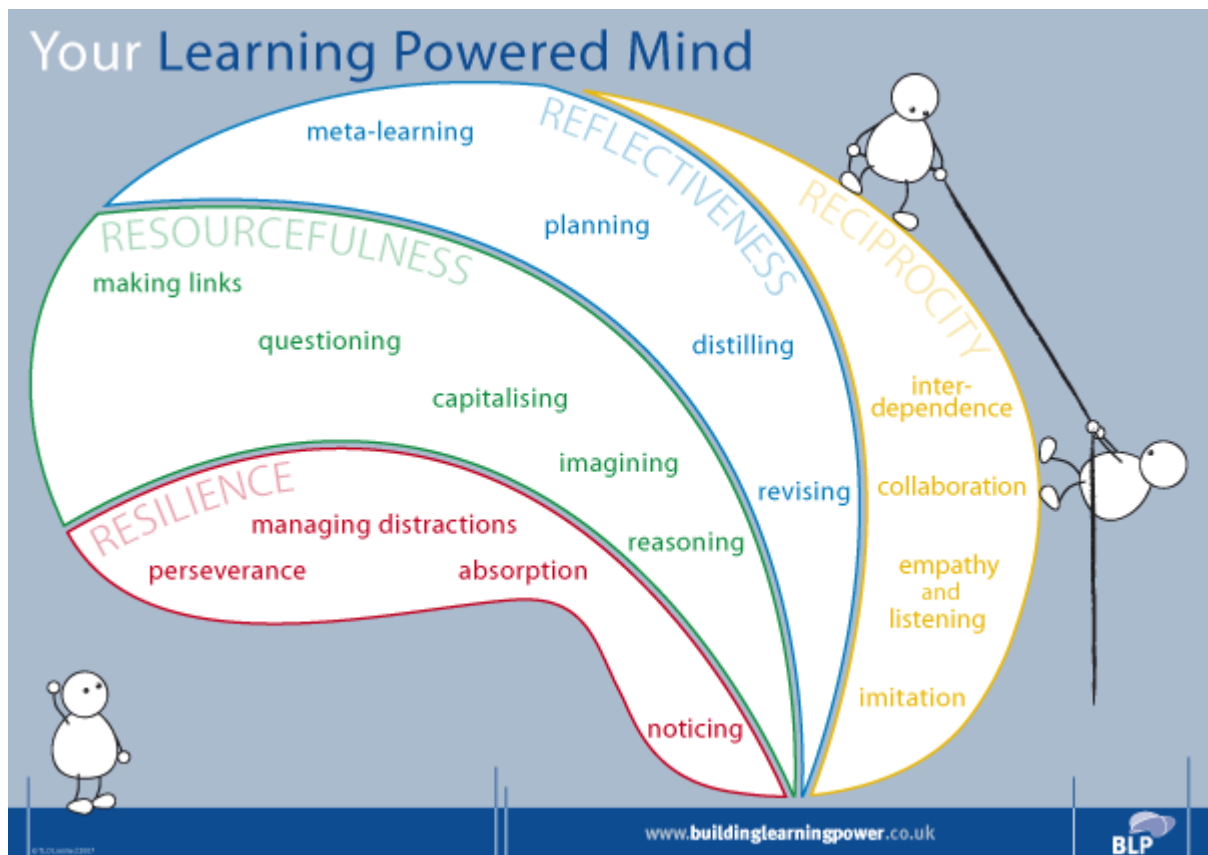 Your Learning Powered Mind
meta-learning
REFLECTIVENESS
planning
distilling
revising
RESOURCEFULNESS
making links
questioning
capitalising
imagining
reasoning
RESILIENCE
managing distractions
perseverance
absorption
noticing
RECIPROCITY
inter-
dependence
collaboration
empathy
and
listening
imitation
www.buildinglearningpower.co.uk
BLP